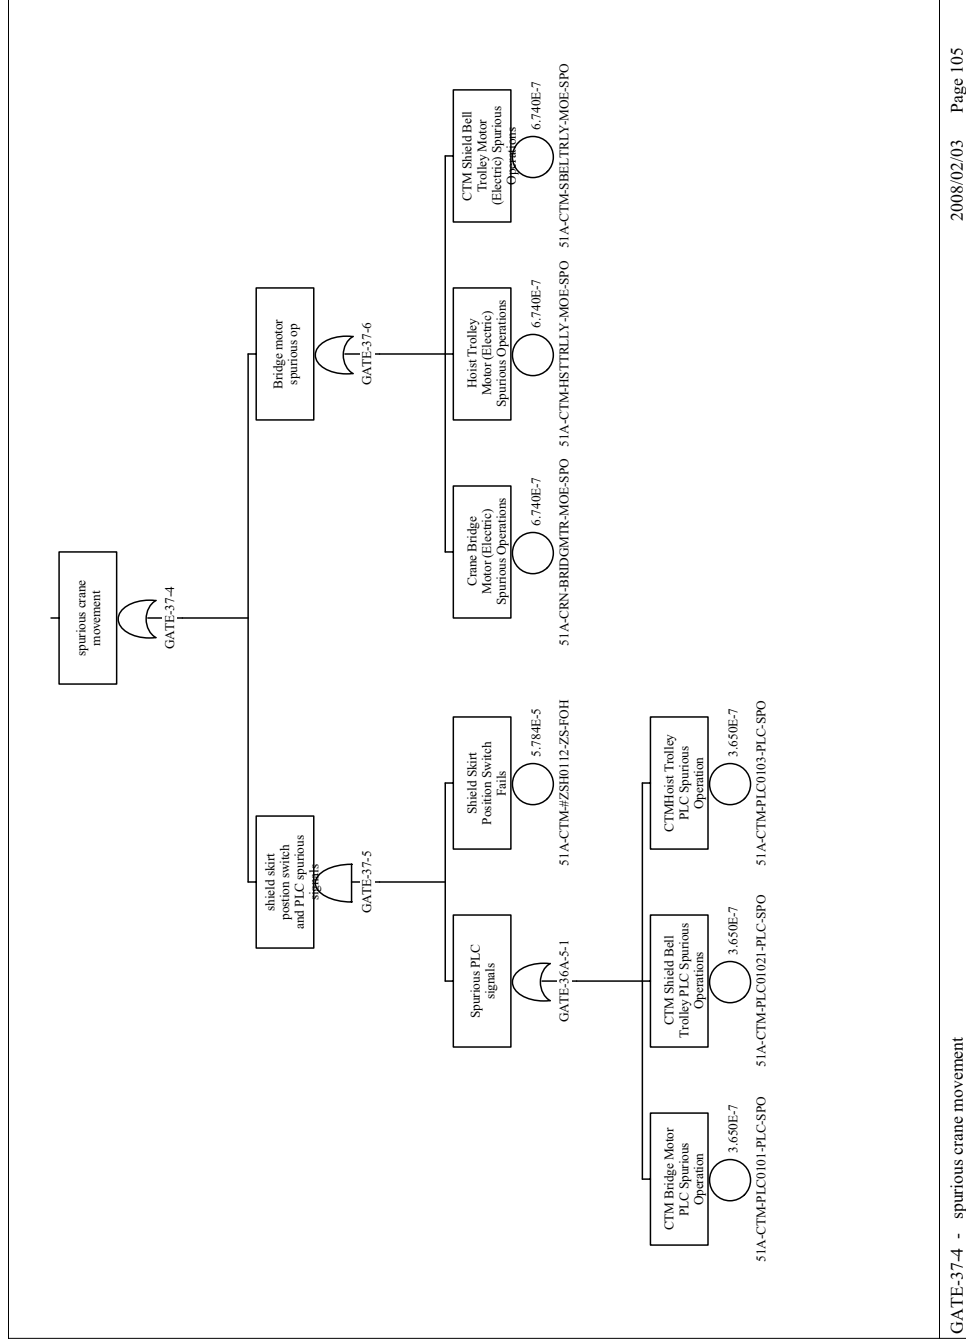 spurious crane
movement
GATE-37-4
shield skirt
postion switch
and PLC spurious
signals
GATE-37-5
Bridge motor
spurious op
GATE-37-6
Spurious PLC
signals
GATE-36A-5-1
Shield Skirt
Position Switch
Fails
5.784E-5
51A-CTM-#ZSH0112-ZS-FOH
Crane Bridge
Motor (Electric)
Spurious Operations
6.740E-7
51A-CRN-BRIDGMTR-MOE-SPO
Hoist Trolley
Motor (Electric)
Spurious Operations
6.740E-7
51A-CTM-HSTTRLLY-MOE-SPO
CTM Shield Bell
Trolley Motor
(Electric) Spurious
Operations
6.740E-7
51A-CTM-SBELTRLY-MOE-SPO
CTM Bridge Motor
PLC Spurious
Operation
3.650E-7
51A-CTM-PLC0101-PLC-SPO
CTM Shield Bell
Trolley PLC Spurious
Operations
3.650E-7
51A-CTM-PLC01021-PLC-SPO
CTMHoist Trolley
PLC Spurious
Operation
3.650E-7
51A-CTM-PLC0103-PLC-SPO
GATE-37-4 - spurious crane movement
2008/02/03 Page 105